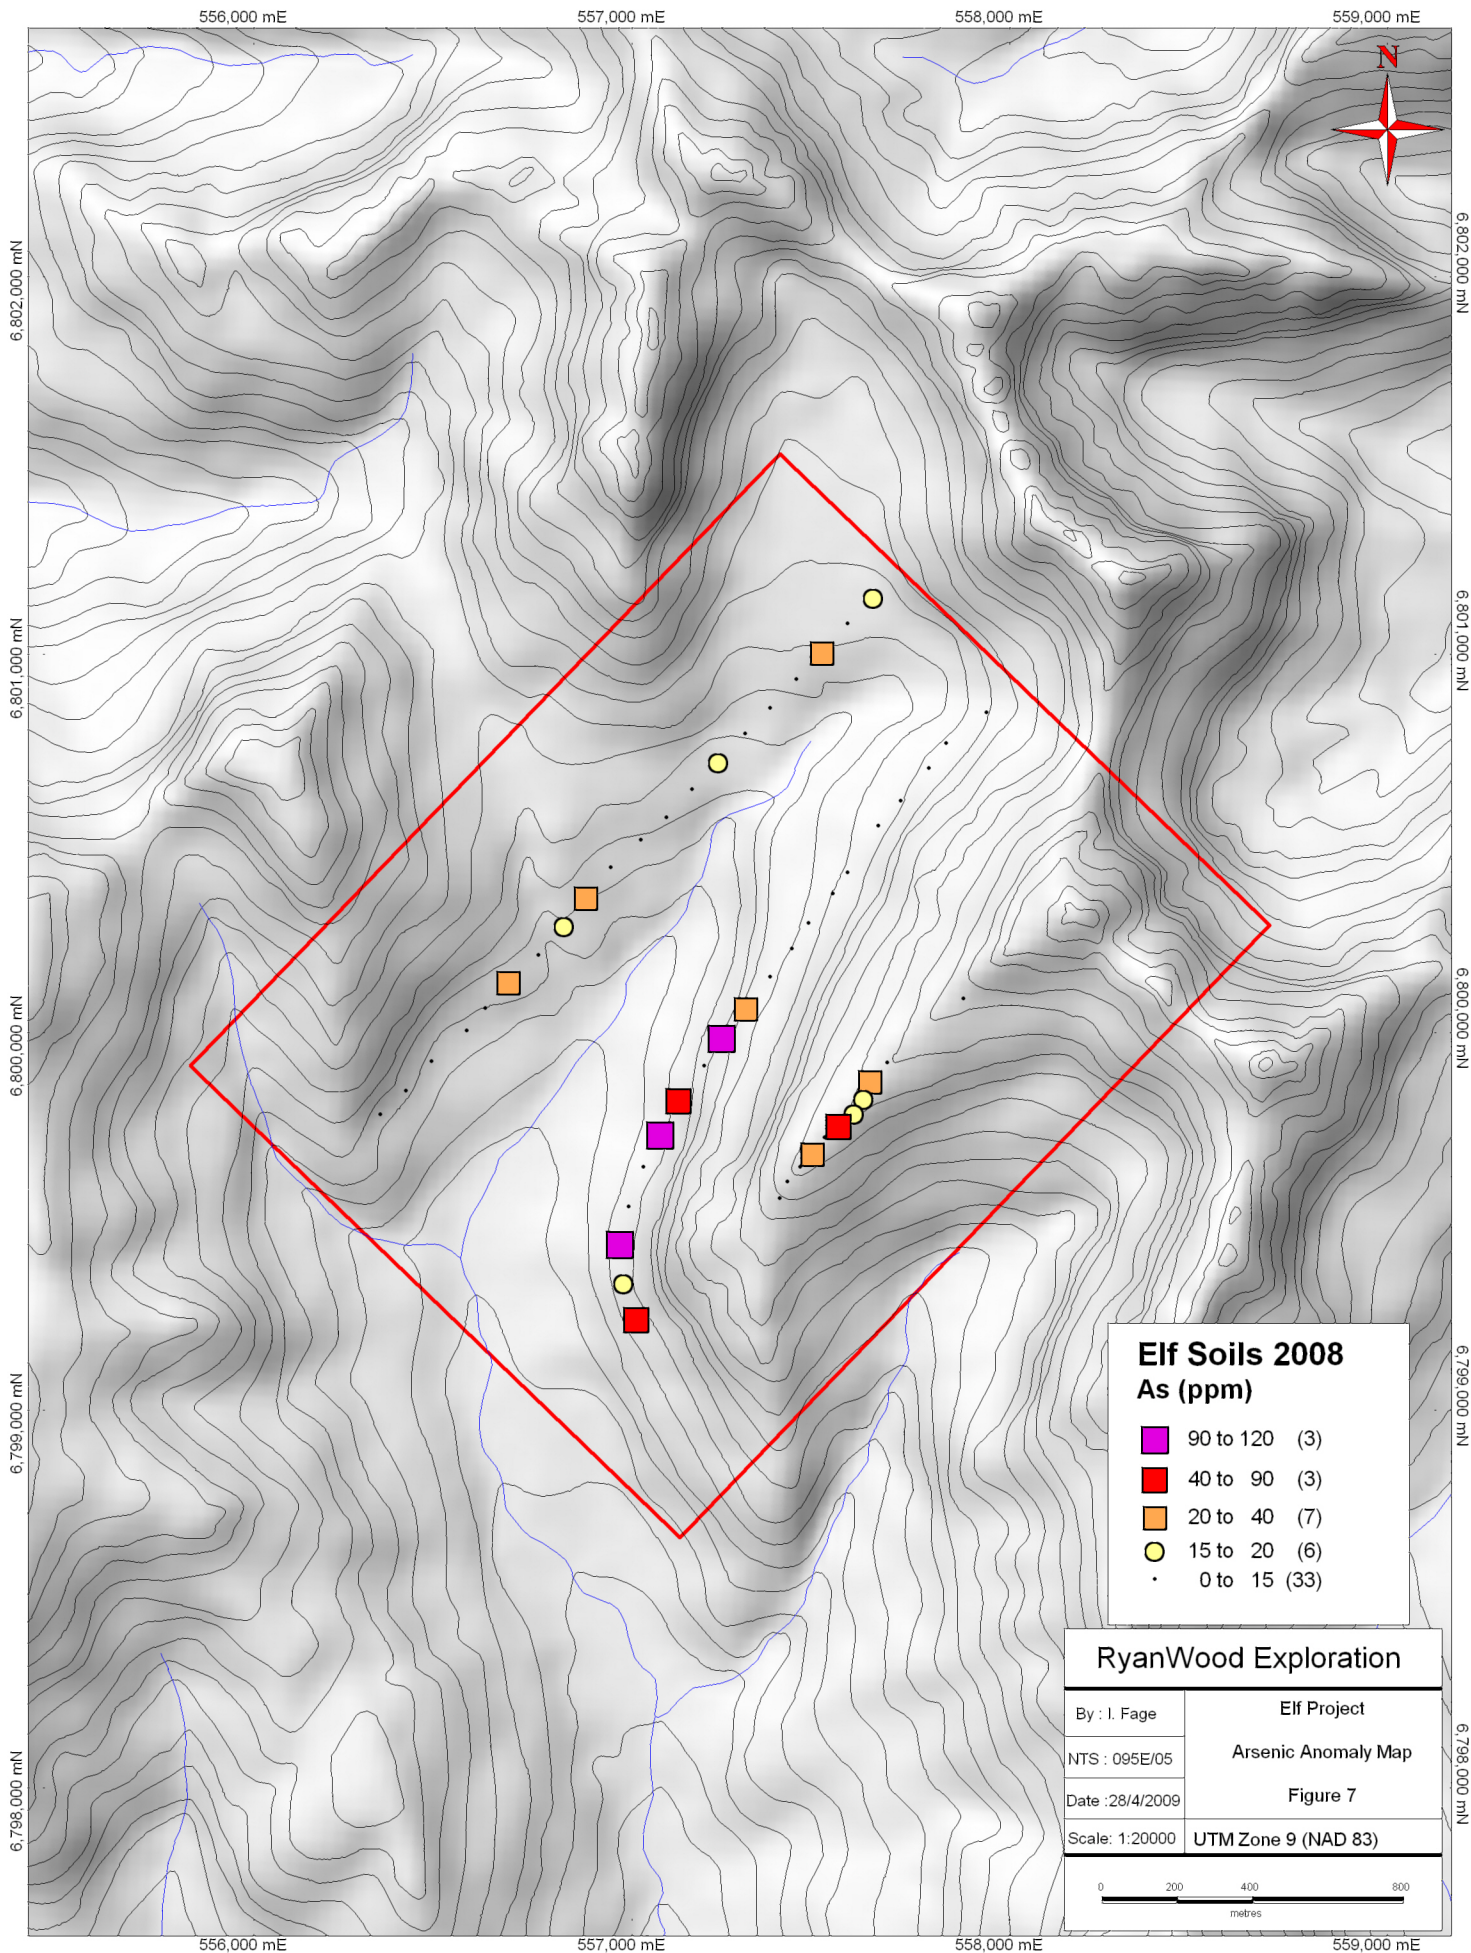 556,000 mE 557,000 mE 558,000 mE 559,000 mE
N
6,802,000 mN 6,802,000 mN
6,801,000 mN 6,801,000 mN
6,800,000 mN 6,800,000 mN
6,799,000 mN 6,799,000 mN
6,798,000 mN 6,798,000 mN
Elf Soils 2008
As (ppm)
90 to 120 (3)
40 to 90 (3)
20 to 40 (7)
15 to 20 (6)
0 to 15 (33)
RyanWood Exploration
By : I. Fage
Elf Project
NTS : 095E/05
Arsenic Anomaly Map
Date :28/4/2009
Figure 7
Scale: 1:20000
UTM Zone 9 (NAD 83)
0 200 400 800
metres
556,000 mE 557,000 mE 558,000 mE 559,000 mE